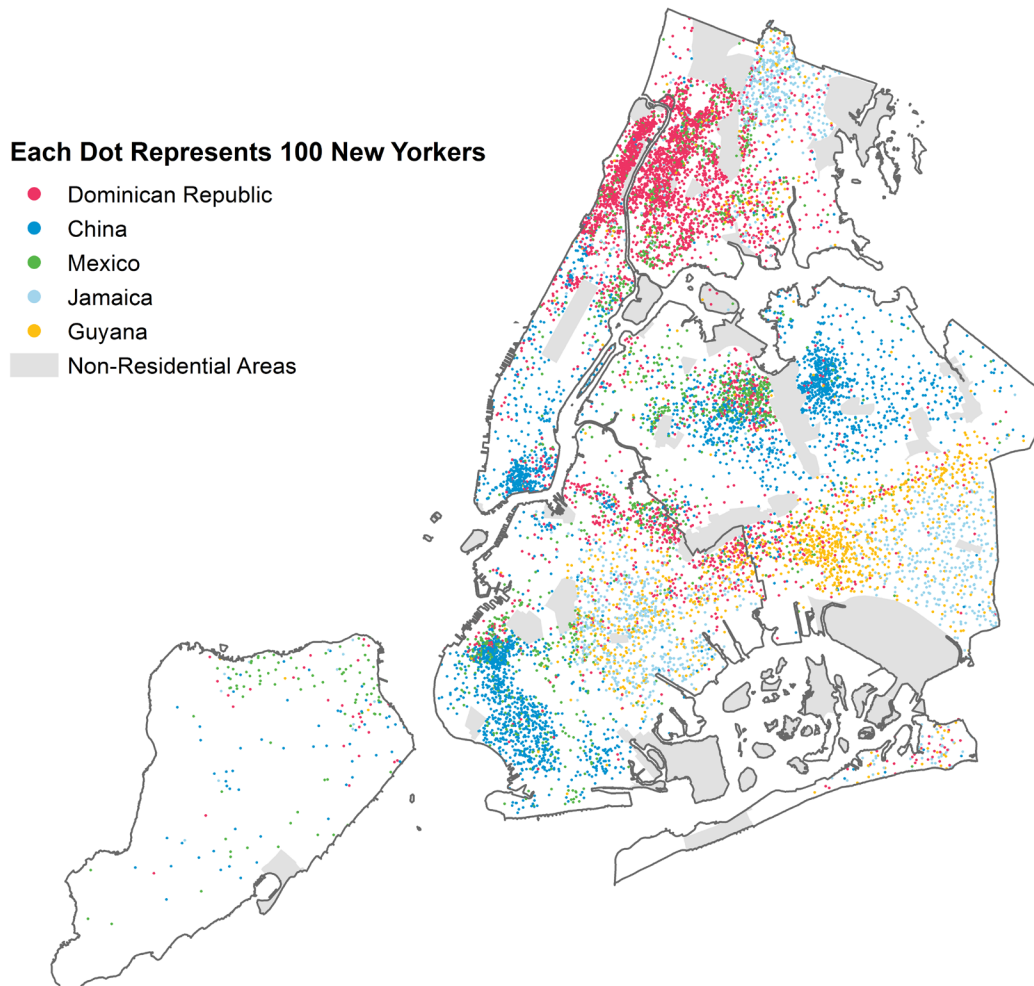 Each Dot Represents 100 New Yorkers
Dominican Republic
China
Mexico
Jamaica
Guyana
Non-Residential Areas